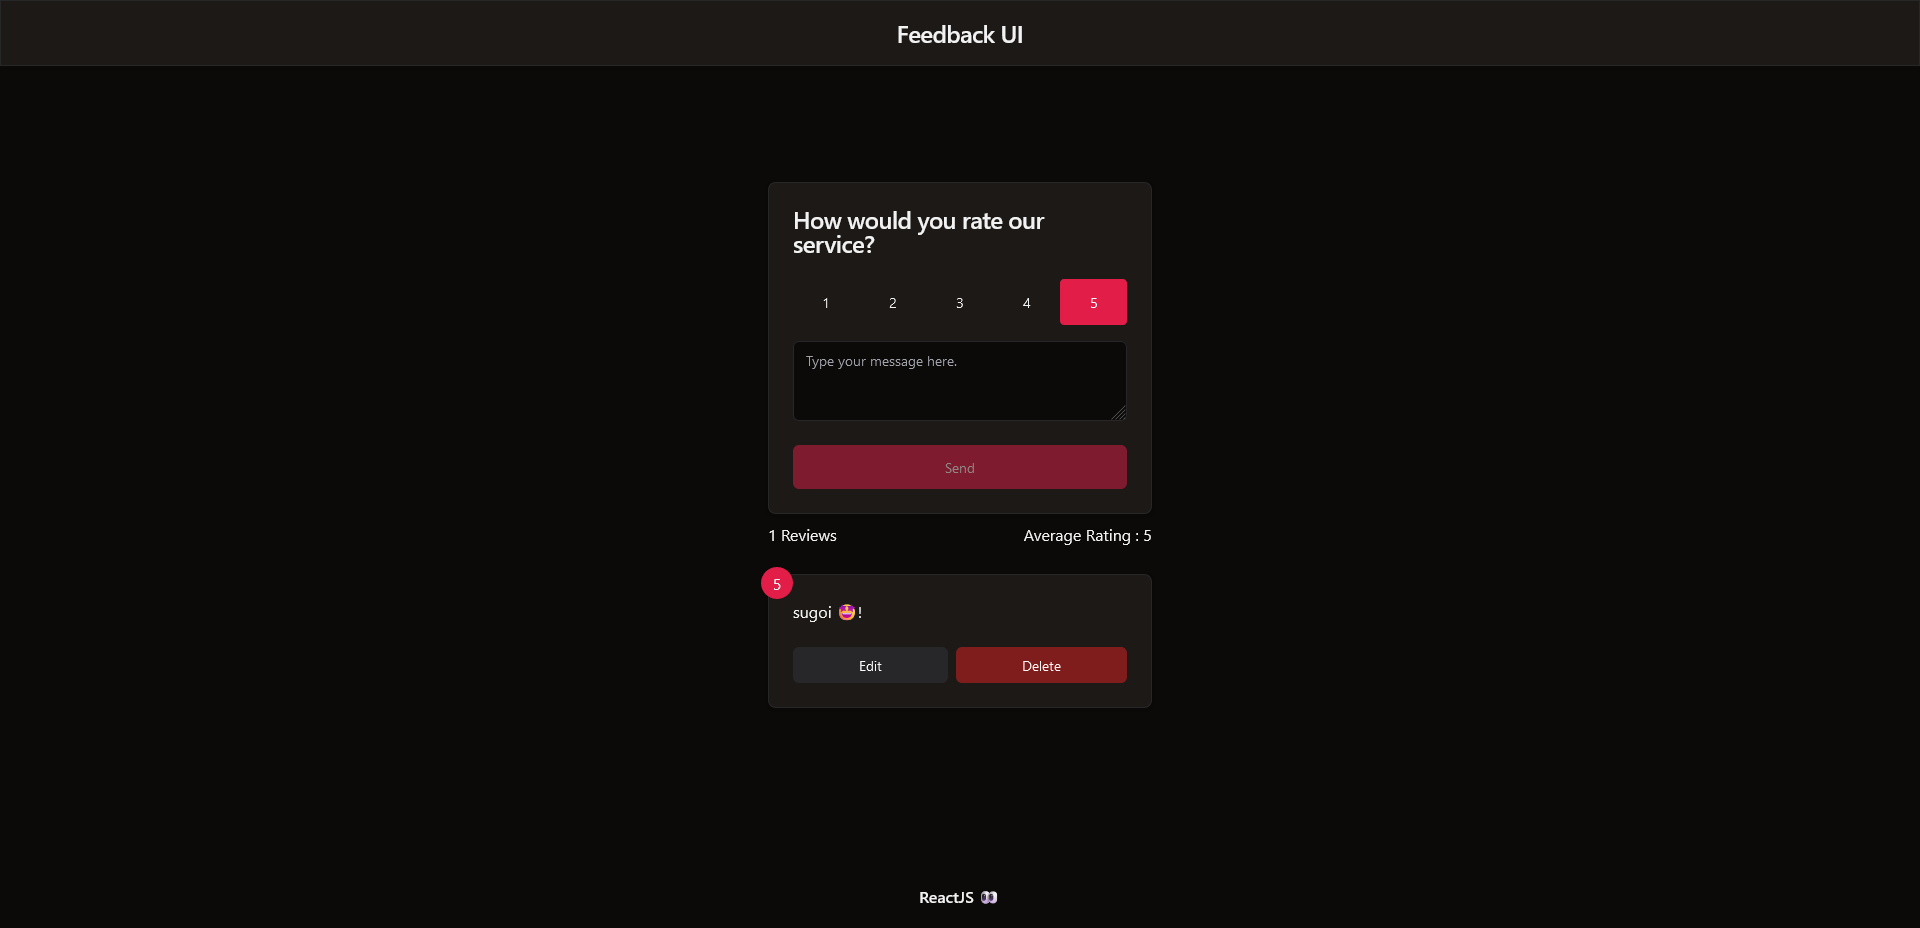 Feedback UI
How would you rate our
service?
1 2 3 4 5
Type your message here.
Send
1 Reviews Average Rating : 5
5
sugoi 🤩!
Edit Delete
ReactJS 👀